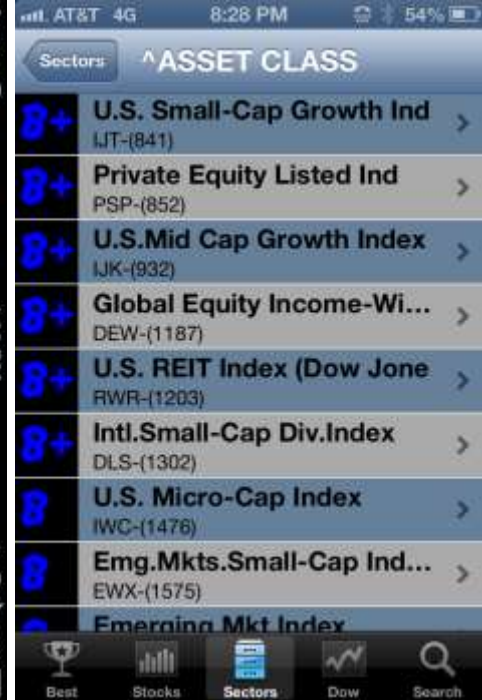 AT&T 4G 8:28 PM 54%
Sectors ^ASSET CLASS
8+ U.S. Small-Cap Growth Ind
IJT-(841)
8+ Private Equity Listed Ind
PSP-(852)
8+ U.S.Mid Cap Growth Index
IJK-(932)
8+ Global Equity Income-Wi...
DEW-(1187)
8+ U.S. REIT Index (Dow Jone
RWR-(1203)
8+ Intl.Small-Cap Div.Index
DLS-(1302)
8 U.S. Micro-Cap Index
IWC-(1476)
8 Emg.Mkts.Small-Cap Ind...
EWX-(1575)
Emerging Mkt Index
Best Stocks Sectors Dow Search